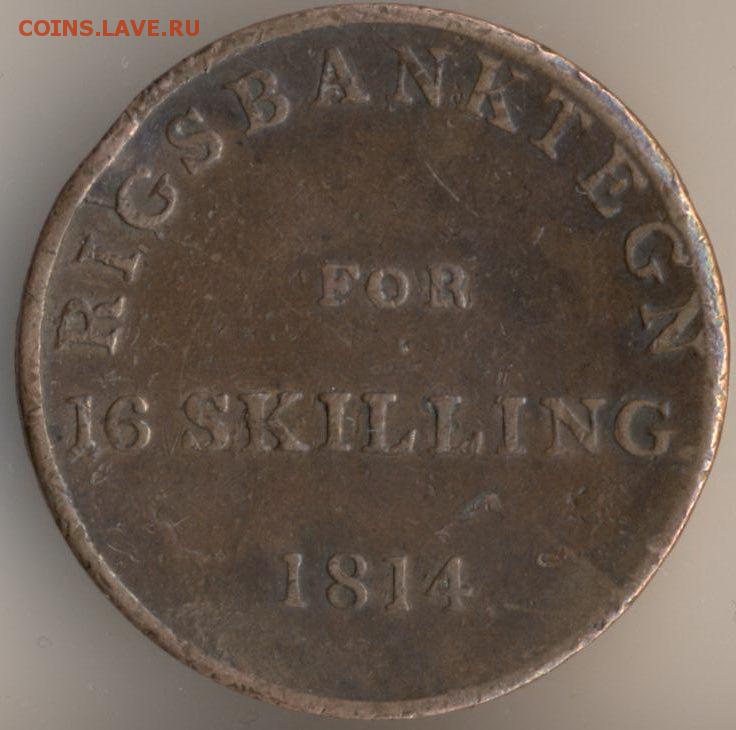 COINS.LAVE.RU
RIGSBANKTEGN
FOR
16 SKILLING
1814